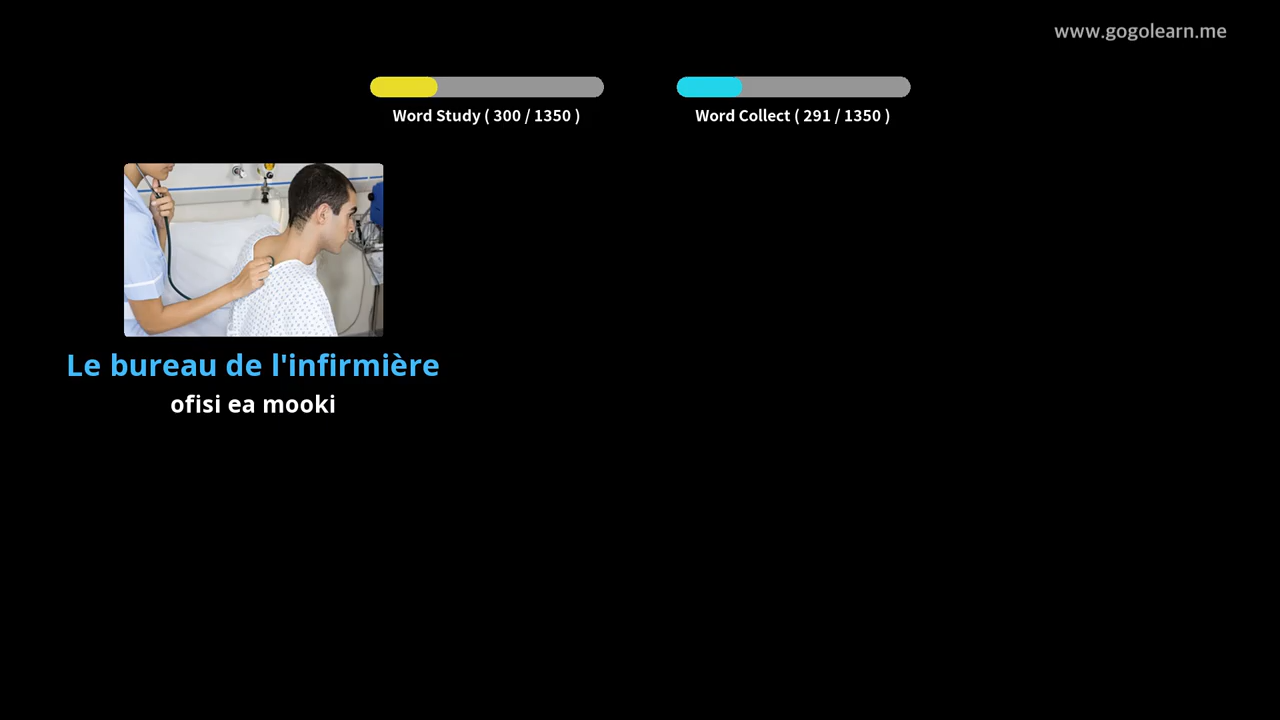 www.gogolearn.me
Word Study ( 300 / 1350 )
Word Collect ( 291 / 1350 )
Le bureau de l'infirmière
ofisi ea mooki